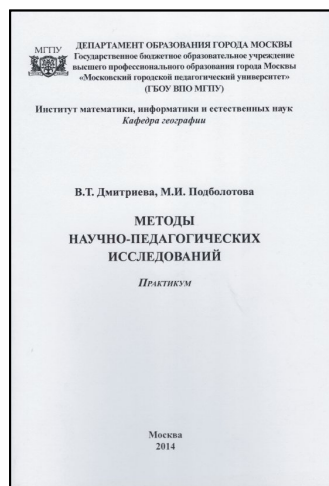 МГПУ
ДЕПАРТАМЕНТ ОБРАЗОВАНИЯ ГОРОДА МОСКВЫ
Государственное бюджетное образовательное учреждение
высшего профессионального образования города Москвы
«Московский городской педагогический университет»
(ГБОУ ВПО МГПУ)
Институт математики, информатики и естественных наук
Кафедра географии
В.Т. Дмитриева, М.И. Подболотова
МЕТОДЫ
НАУЧНО-ПЕДАГОГИЧЕСКИХ
ИССЛЕДОВАНИЙ
Практикум
Москва
2014